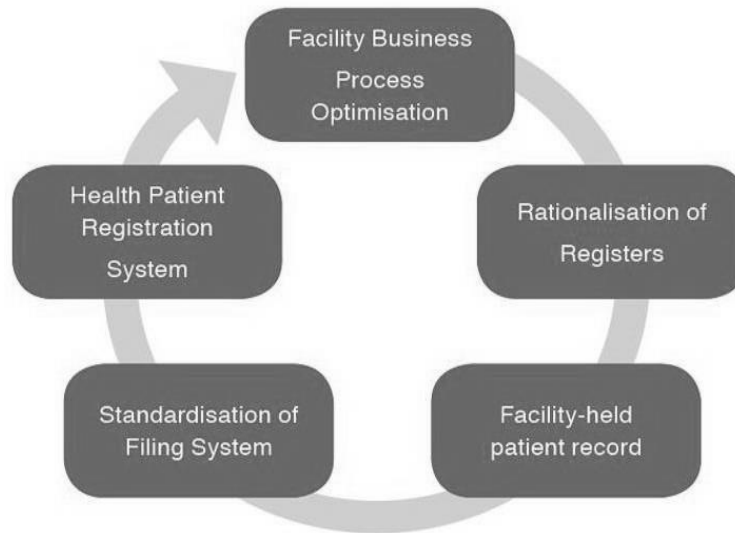 Facility Business
Process
Optimisation
Rationalisation of
Registers
Facility-held
patient record
Standardisation of
Filing System
Health Patient
Registration
System